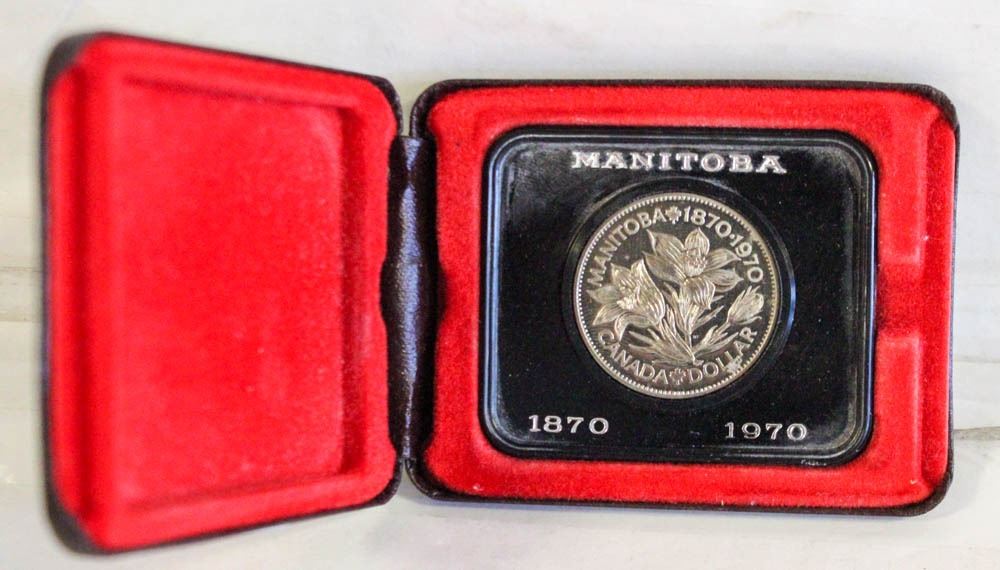 MANITOBA
MANITOBA 1870·1970
CANADA DOLLAR
1870 1970